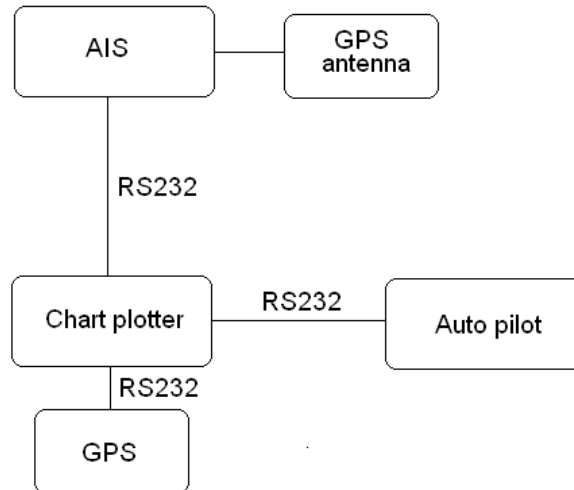 AIS
GPS
antenna
RS232
RS232
Chart plotter
Auto pilot
RS232
GPS